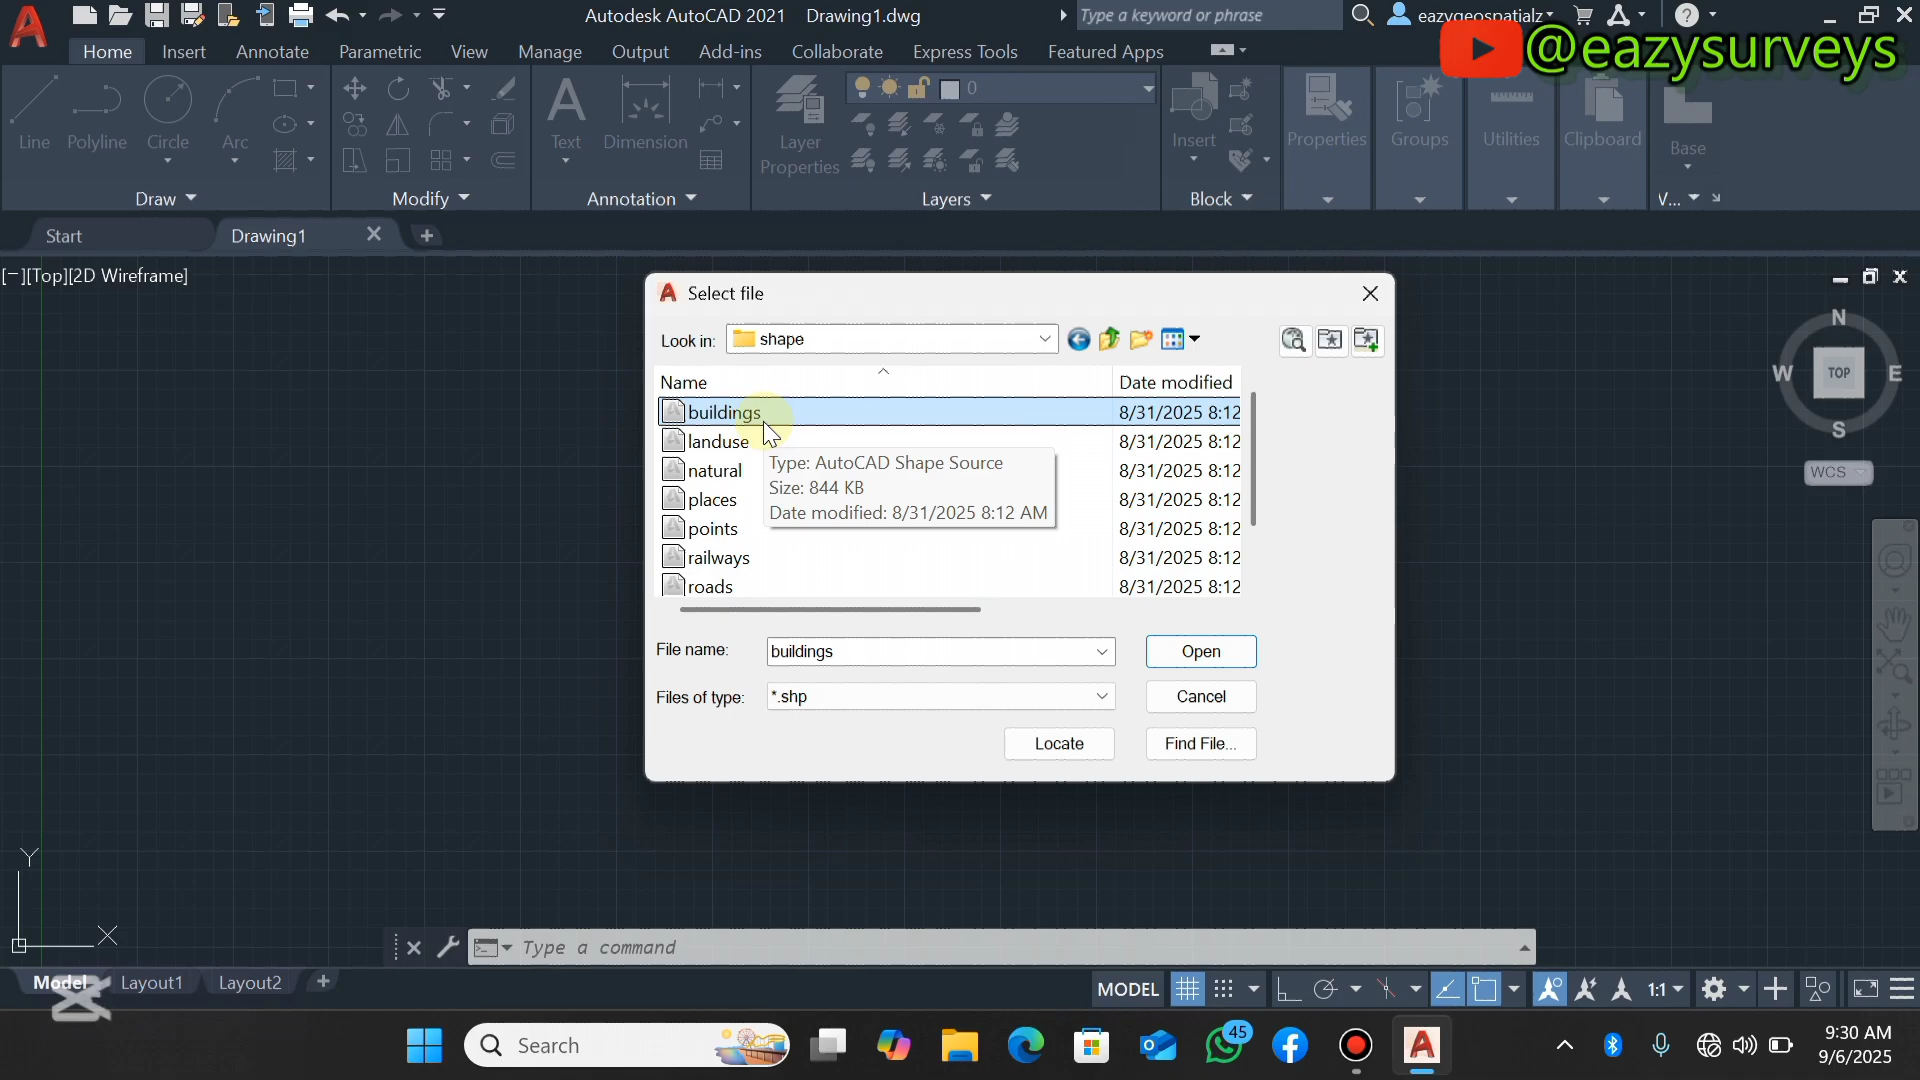 Autodesk AutoCAD 2021 Drawing1.dwg
Type a keyword or phrase
eazygeospatialz
@eazysurveys
Home Insert Annotate Parametric View Manage Output Add-ins Collaborate Express Tools Featured Apps
Line Polyline Circle Arc
Text Dimension
Layer Properties
0
Insert
Properties Groups Utilities Clipboard Base
Draw Modify Annotation Layers Block V...
Start Drawing1
[−][Top][2D Wireframe]
Select file
Look in: shape
Name Date modified
buildings 8/31/2025 8:12
landuse 8/31/2025 8:12
natural 8/31/2025 8:12
places 8/31/2025 8:12
points 8/31/2025 8:12
railways 8/31/2025 8:12
roads 8/31/2025 8:12
Type: AutoCAD Shape Source
Size: 844 KB
Date modified: 8/31/2025 8:12 AM
File name: buildings Open
Files of type: *.shp Cancel
Locate Find File...
N
W TOP E
S
WCS
Y
X
Type a command
Model Layout1 Layout2
MODEL 1:1
Search
45
9:30 AM
9/6/2025